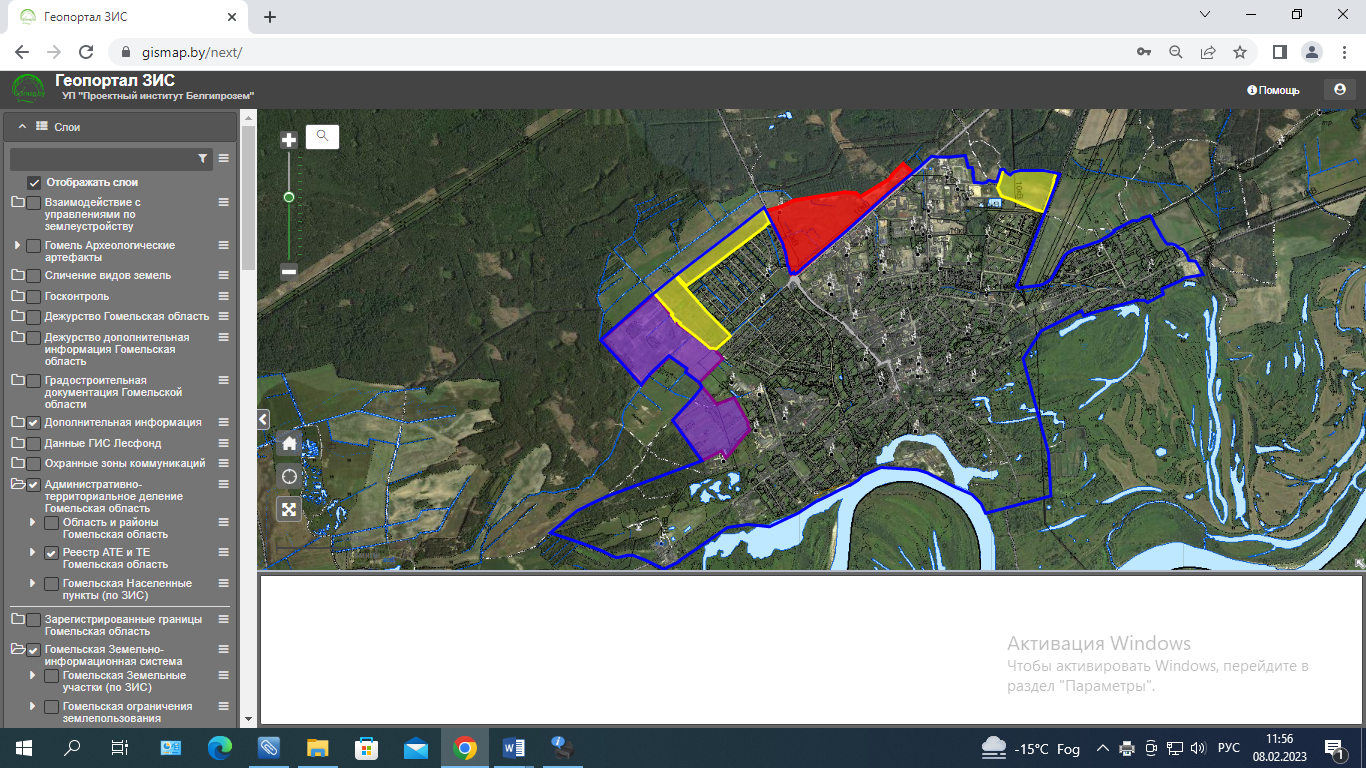 Геопортал ЗИС
gismap.by/next/
Геопортал ЗИС
УП "Проектный институт Белгипрозем"
Помощь
Слои
Отображать слои
Взаимодействие с
управлениями по
землеустройству
Гомель Археологические
артефакты
Сличение видов земель
Госконтроль
Дежурство Гомельская область
Дежурство дополнительная
информация Гомельская
область
Градостроительная
документация Гомельской
области
Дополнительная информация
Данные ГИС Лесфонд
Охранные зоны коммуникаций
Административно-
территориальное деление
Гомельская область
Область и районы
Гомельская область
Реестр АТЕ и ТЕ
Гомельская область
Гомельская Населенные
пункты (по ЗИС)
Зарегистрированные границы
Гомельская область
Гомельская Земельно-
информационная система
Гомельская Земельные
участки (по ЗИС)
Гомельская ограничения
землепользования
Активация Windows
Чтобы активировать Windows, перейдите в
раздел "Параметры".
-15°C Fog
РУС
11:56
08.02.2023
1